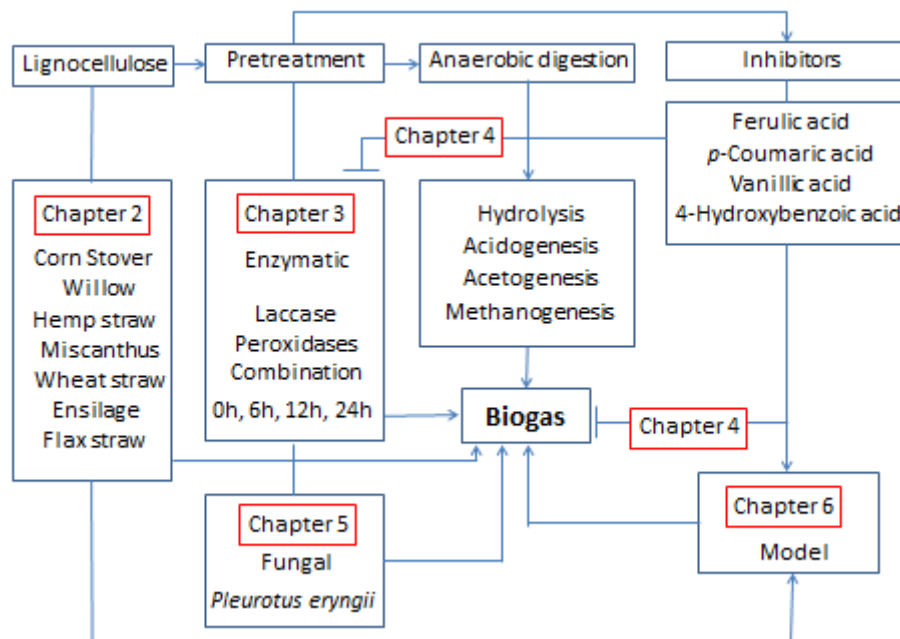 Lignocellulose
Pretreatment
Anaerobic digestion
Inhibitors
Chapter 4
Ferulic acid
p-Coumaric acid
Vanillic acid
4-Hydroxybenzoic acid
Chapter 2
Corn Stover
Willow
Hemp straw
Miscanthus
Wheat straw
Ensilage
Flax straw
Chapter 3
Enzymatic
Laccase
Peroxidases
Combination
0h, 6h, 12h, 24h
Hydrolysis
Acidogenesis
Acetogenesis
Methanogenesis
Biogas
Chapter 4
Chapter 5
Fungal
Pleurotus eryngii
Chapter 6
Model